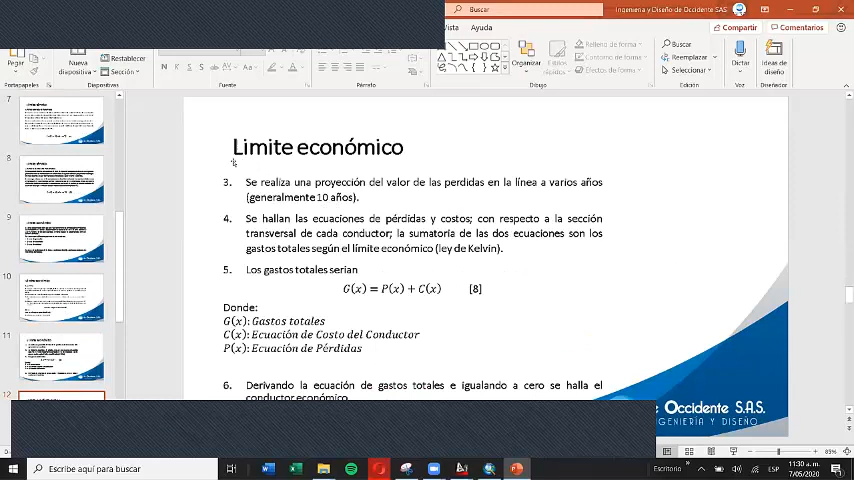 Buscar
Ingeniería y Diseño de Occidente SAS
Vista
Ayuda
Compartir
Comentarios
Pegar
Nueva
diapositiva
Restablecer
Sección
N K S
Organizar
Estilos
rápidos
Relleno de forma
Contorno de forma
Efectos de forma
Buscar
Reemplazar
Seleccionar
Dictar
Ideas de
diseño
Portapapeles
Fuente
Párrafo
Dibujo
Edición
Voz
Diseñador
7
8
9
10
11
12
Limite económico
3. Se realiza una proyección del valor de las perdidas en la línea a varios años
(generalmente 10 años).
4. Se hallan las ecuaciones de pérdidas y costos; con respecto a la sección
transversal de cada conductor; la sumatoría de las dos ecuaciones son los
gastos totales según el límite económico (ley de Kelvin).
5. Los gastos totales serian
G(x) = P(x) + C(x) [8]
Donde:
G(x): Gastos totales
C(x): Ecuación de Costo del Conductor
P(x): Ecuación de Pérdidas
6. Derivando la ecuación de gastos totales e igualando a cero se halla el
conductor económico.
e Occidente S.A.S.
NGENIERÍA Y DISEÑO
83%
Escribe aquí para buscar
Escritorio
ESP
11:30 a. m.
7/05/2020